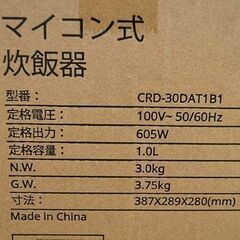 マイコン式
炊飯器
型番： CRD-30DAT1B1
定格電圧： 100V~ 50/60Hz
定格出力： 605W
定格容量： 1.0L
N.W. 3.0kg
G.W. 3.75kg
寸法： 387X289X280(mm)
Made in China